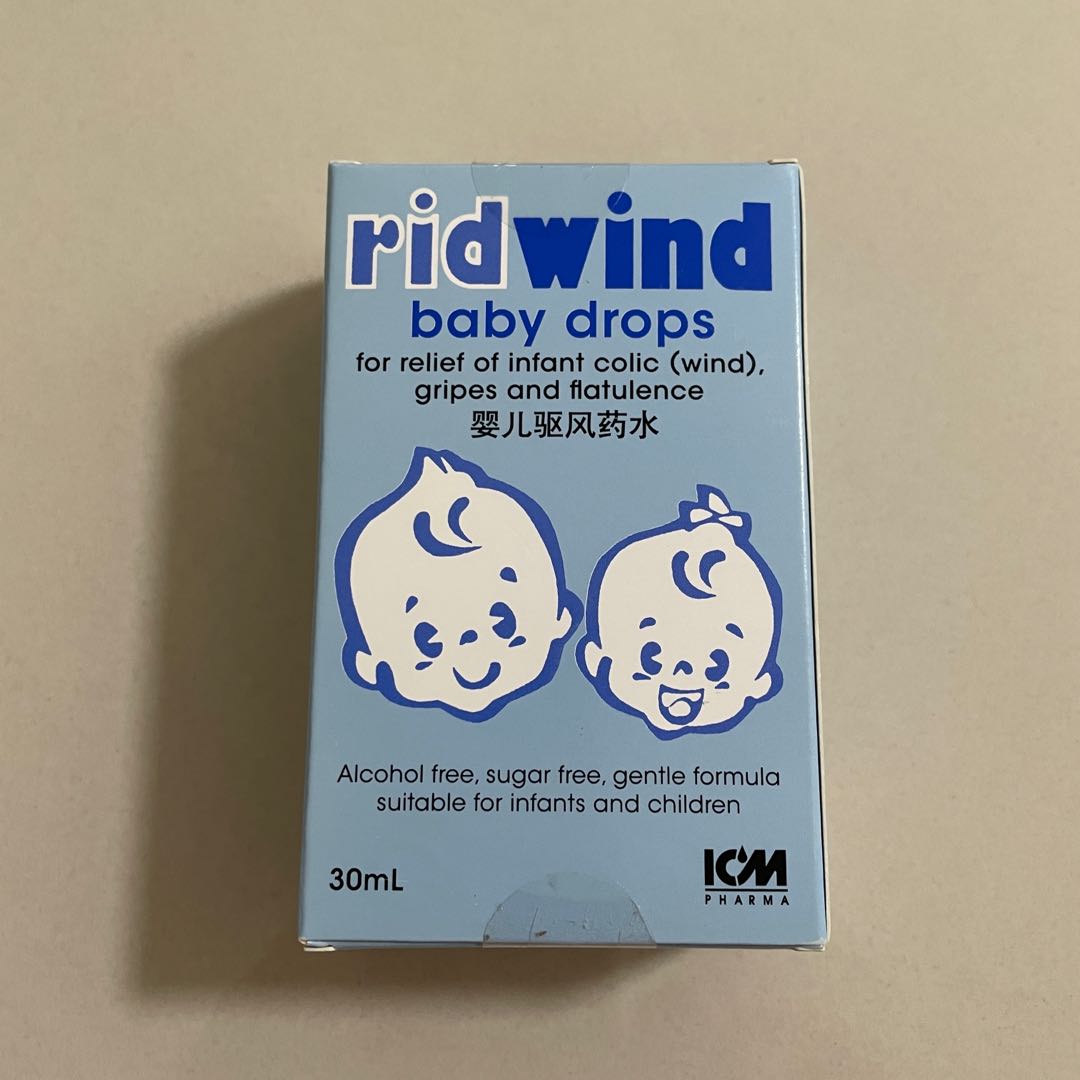 ridwind
baby drops
for relief of infant colic (wind),
gripes and flatulence
婴儿驱风药水
Alcohol free, sugar free, gentle formula
suitable for infants and children
30mL
ICM
PHARMA